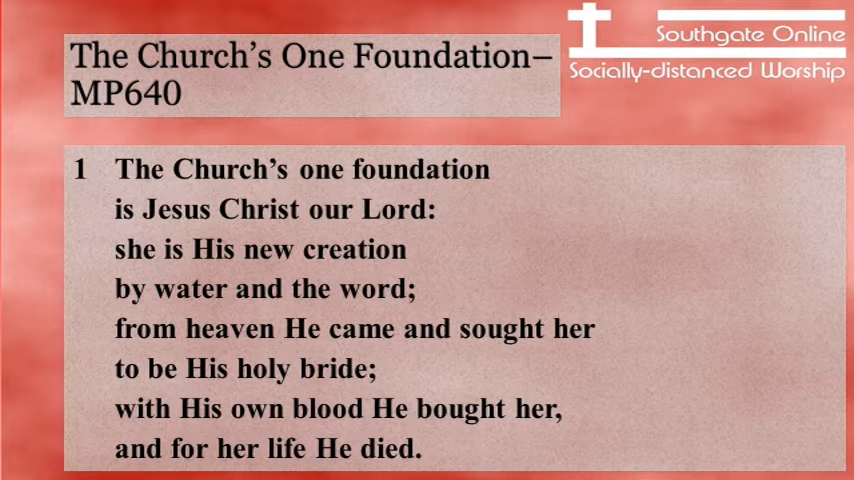 The Church’s One Foundation–
MP640
Southgate Online
Socially-distanced Worship
1 The Church’s one foundation
is Jesus Christ our Lord:
she is His new creation
by water and the word;
from heaven He came and sought her
to be His holy bride;
with His own blood He bought her,
and for her life He died.